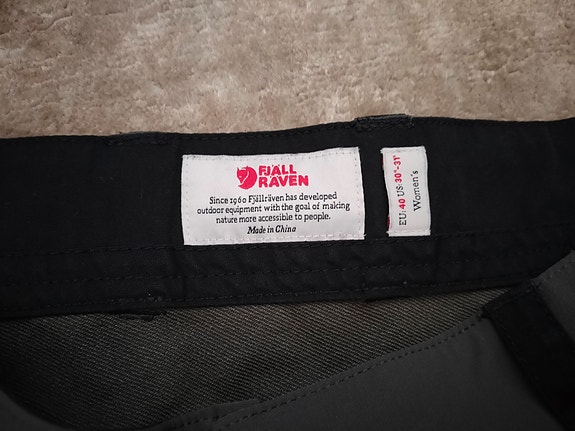 FJÄLL
RÄVEN
Since 1960 Fjällräven has developed
outdoor equipment with the goal of making
nature more accessible to people.
Made in China
EU: 40 US: 30"-31"
Women's